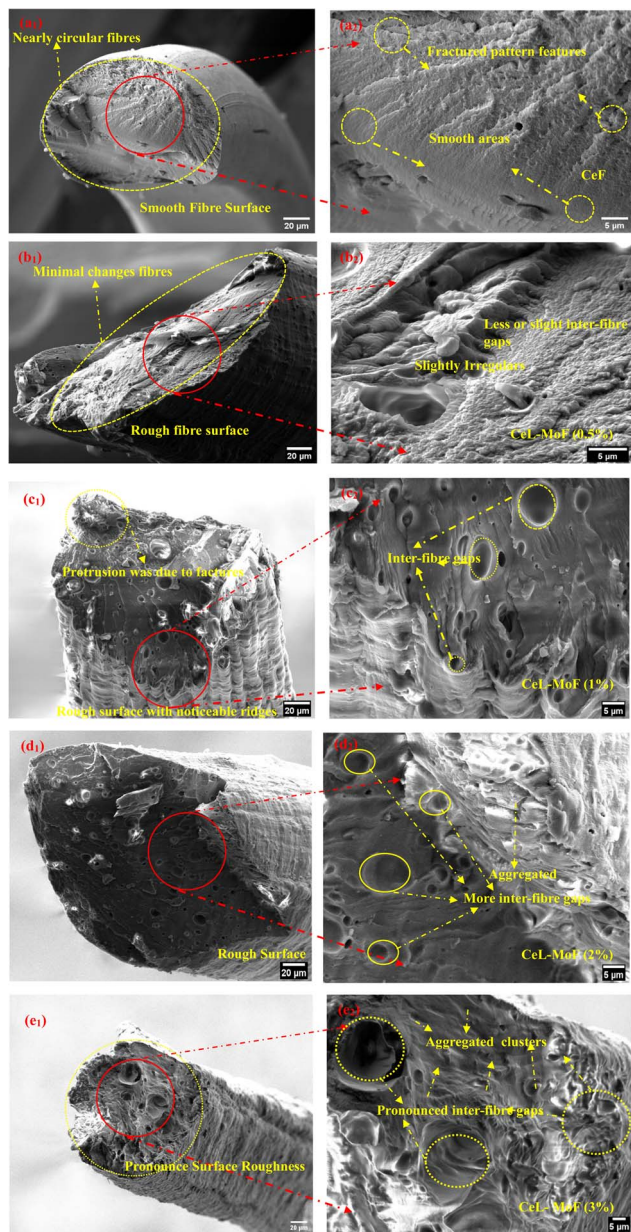 (a₁)
Nearly circular fibres
Smooth Fibre Surface
20 µm
(a₂)
Fractured pattern features
Smooth areas
CeF
5 µm
(b₁)
Minimal changes fibres
Rough fibre surface
20 µm
(b₂)
Less or slight inter-fibre
gaps
Slightly Irregulars
CeL-MoF (0.5%)
5 µm
(c₁)
Protrusion was due to factures
Rough surface with noticeable ridges
20 µm
(c₂)
Inter-fibre gaps
CeL-MoF (1%)
5 µm
(d₁)
Rough Surface
20 µm
(d₂)
Aggregated
More inter-fibre gaps
CeL-MoF (2%)
5 µm
(e₁)
Pronounce Surface Roughness
20 µm
(e₂)
Aggregated clusters
Pronounced inter-fibre gaps
CeL-MoF (3%)
5 µm